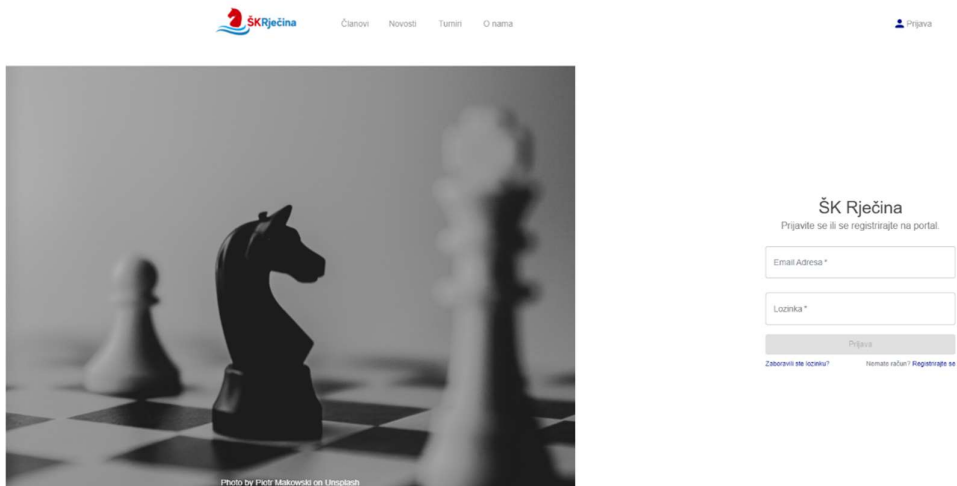 ŠKRječina
Članovi Novosti Turniri O nama
Prijava
ŠK Rječina
Prijavite se ili se registrirajte na portal.
Email Adresa *
Lozinka *
Prijava
Zaboravili ste lozinku? Nemate račun? Registrirajte se
Photo by Piotr Makowski on Unsplash